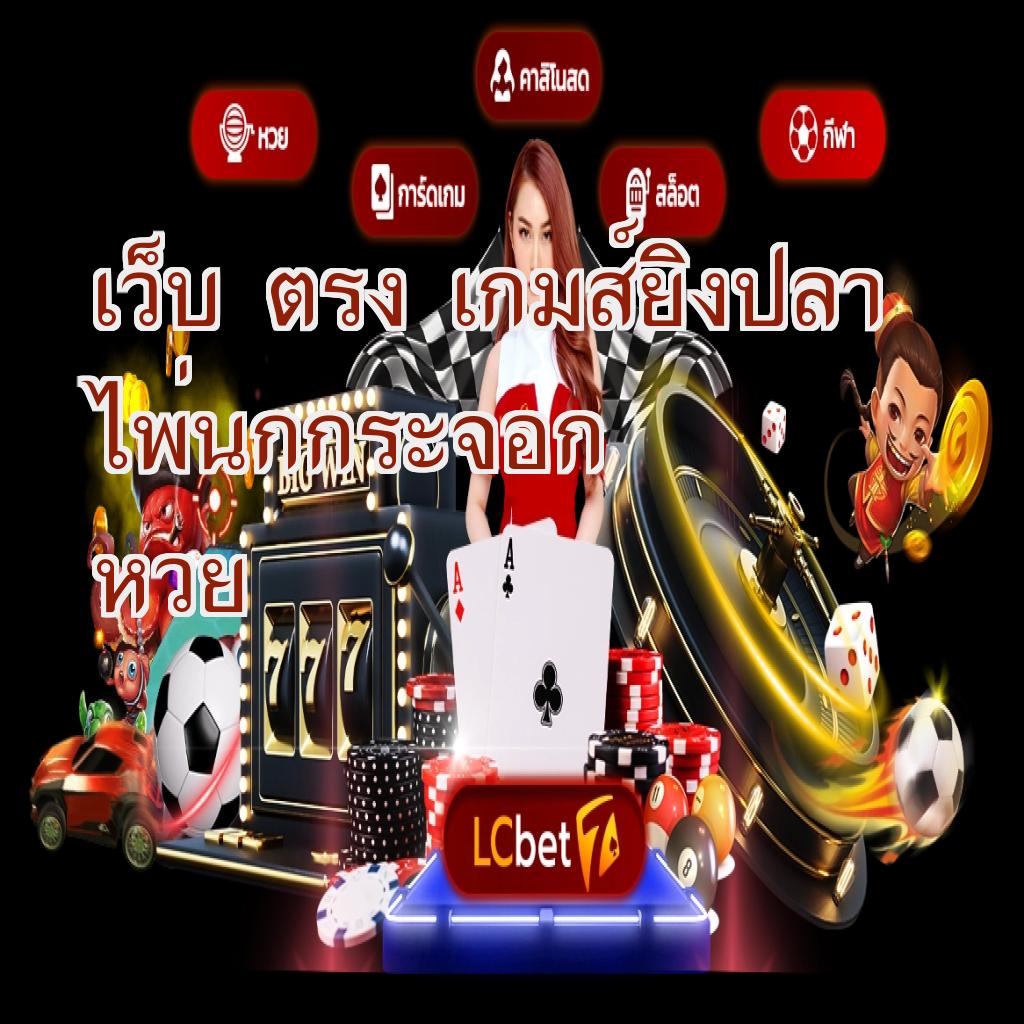 คาสิโนสด
หวย
กีฬา
การ์ดเกม
สล็อต
เว็บ ตรง เกมส์ยิงปลา
ไพ่นกกระจอก
หวย
BIG WIN
777
A
A
LCbet
11
8
G